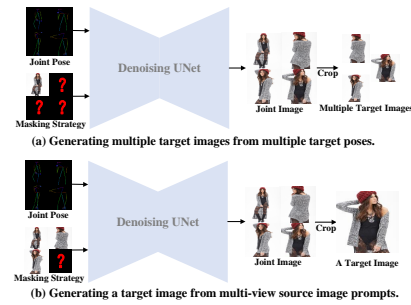 Joint Pose
Denoising UNet
?
? ?
Masking Strategy
Joint Image
Crop
Multiple Target Images
(a) Generating multiple target images from multiple target poses.
Joint Pose
Denoising UNet
?
Masking Strategy
Joint Image
Crop
A Target Image
(b) Generating a target image from multi-view source image prompts.